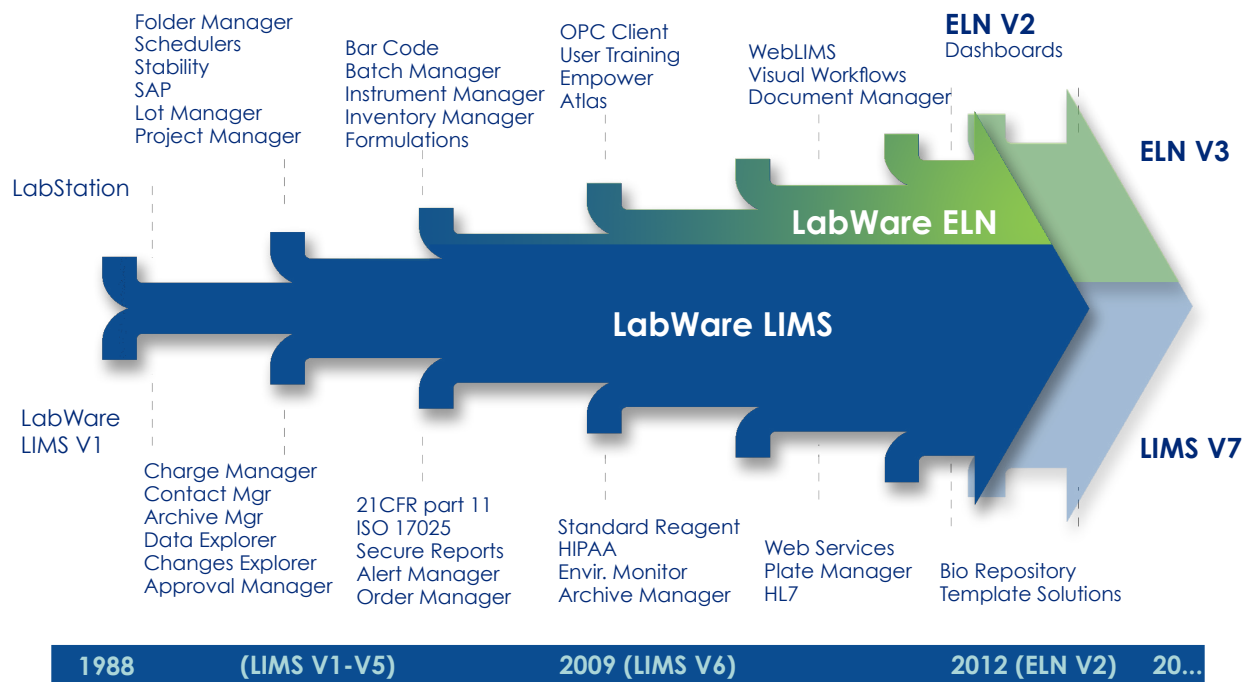 Folder Manager
Schedulers
Stability
SAP
Lot Manager
Project Manager
Bar Code
Batch Manager
Instrument Manager
Inventory Manager
Formulations
OPC Client
User Training
Empower
Atlas
WebLIMS
Visual Workflows
Document Manager
ELN V2
Dashboards
ELN V3
LabStation
LabWare ELN
LabWare LIMS
LabWare
LIMS V1
LIMS V7
Charge Manager
Contact Mgr
Archive Mgr
Data Explorer
Changes Explorer
Approval Manager
21CFR part 11
ISO 17025
Secure Reports
Alert Manager
Order Manager
Standard Reagent
HIPAA
Envir. Monitor
Archive Manager
Web Services
Plate Manager
HL7
Bio Repository
Template Solutions
1988 (LIMS V1-V5) 2009 (LIMS V6) 2012 (ELN V2) 20...